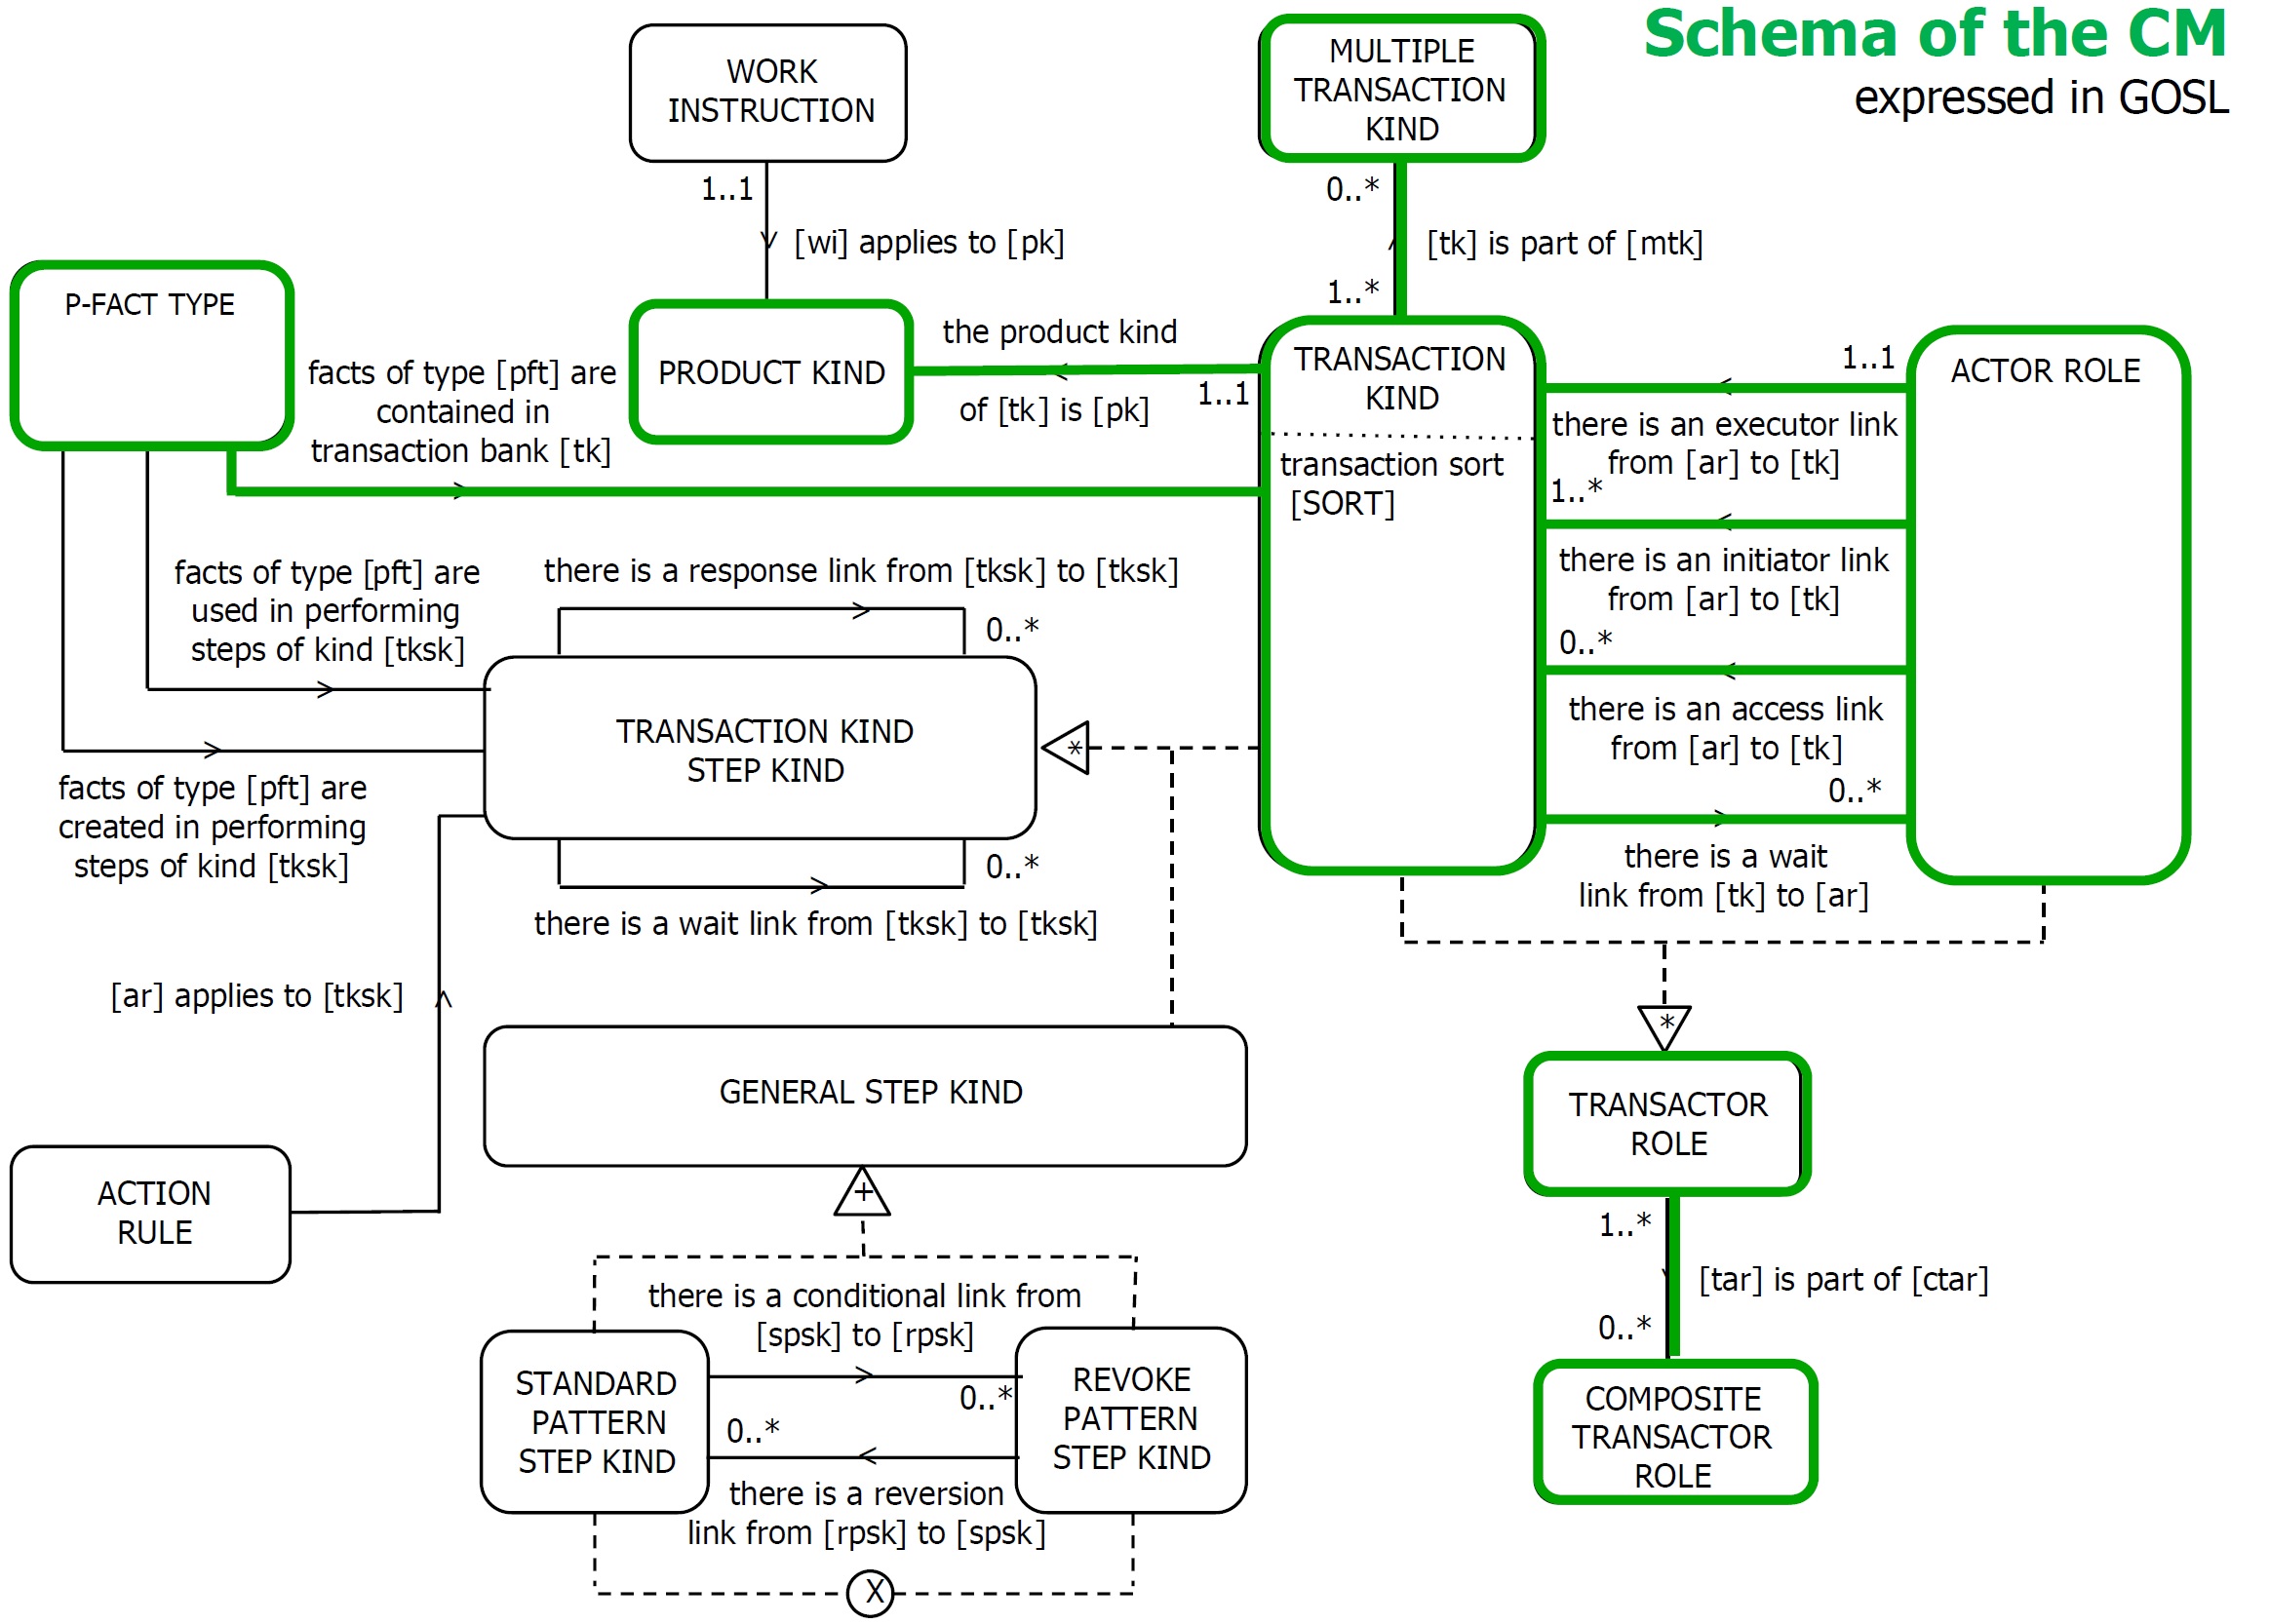 Schema of the CM
expressed in GOSL
WORK
INSTRUCTION
1..1
[wi] applies to [pk]
MULTIPLE
TRANSACTION
KIND
0..*
[tk] is part of [mtk]
1..*
P-FACT TYPE
facts of type [pft] are
contained in
transaction bank [tk]
PRODUCT KIND
the product kind
of [tk] is [pk]
1..1
TRANSACTION
KIND
transaction sort
[SORT]
1..1
ACTOR ROLE
there is an executor link
from [ar] to [tk]
1..*
there is an initiator link
from [ar] to [tk]
0..*
there is an access link
from [ar] to [tk]
0..*
there is a wait
link from [tk] to [ar]
facts of type [pft] are
used in performing
steps of kind [tksk]
there is a response link from [tksk] to [tksk]
0..*
TRANSACTION KIND
STEP KIND
*
facts of type [pft] are
created in performing
steps of kind [tksk]
0..*
there is a wait link from [tksk] to [tksk]
[ar] applies to [tksk]
GENERAL STEP KIND
*
TRANSACTOR
ROLE
ACTION
RULE
+
1..*
[tar] is part of [ctar]
0..*
there is a conditional link from
[spsk] to [rpsk]
STANDARD
PATTERN
STEP KIND
0..*
0..*
REVOKE
PATTERN
STEP KIND
there is a reversion
link from [rpsk] to [spsk]
X
COMPOSITE
TRANSACTOR
ROLE